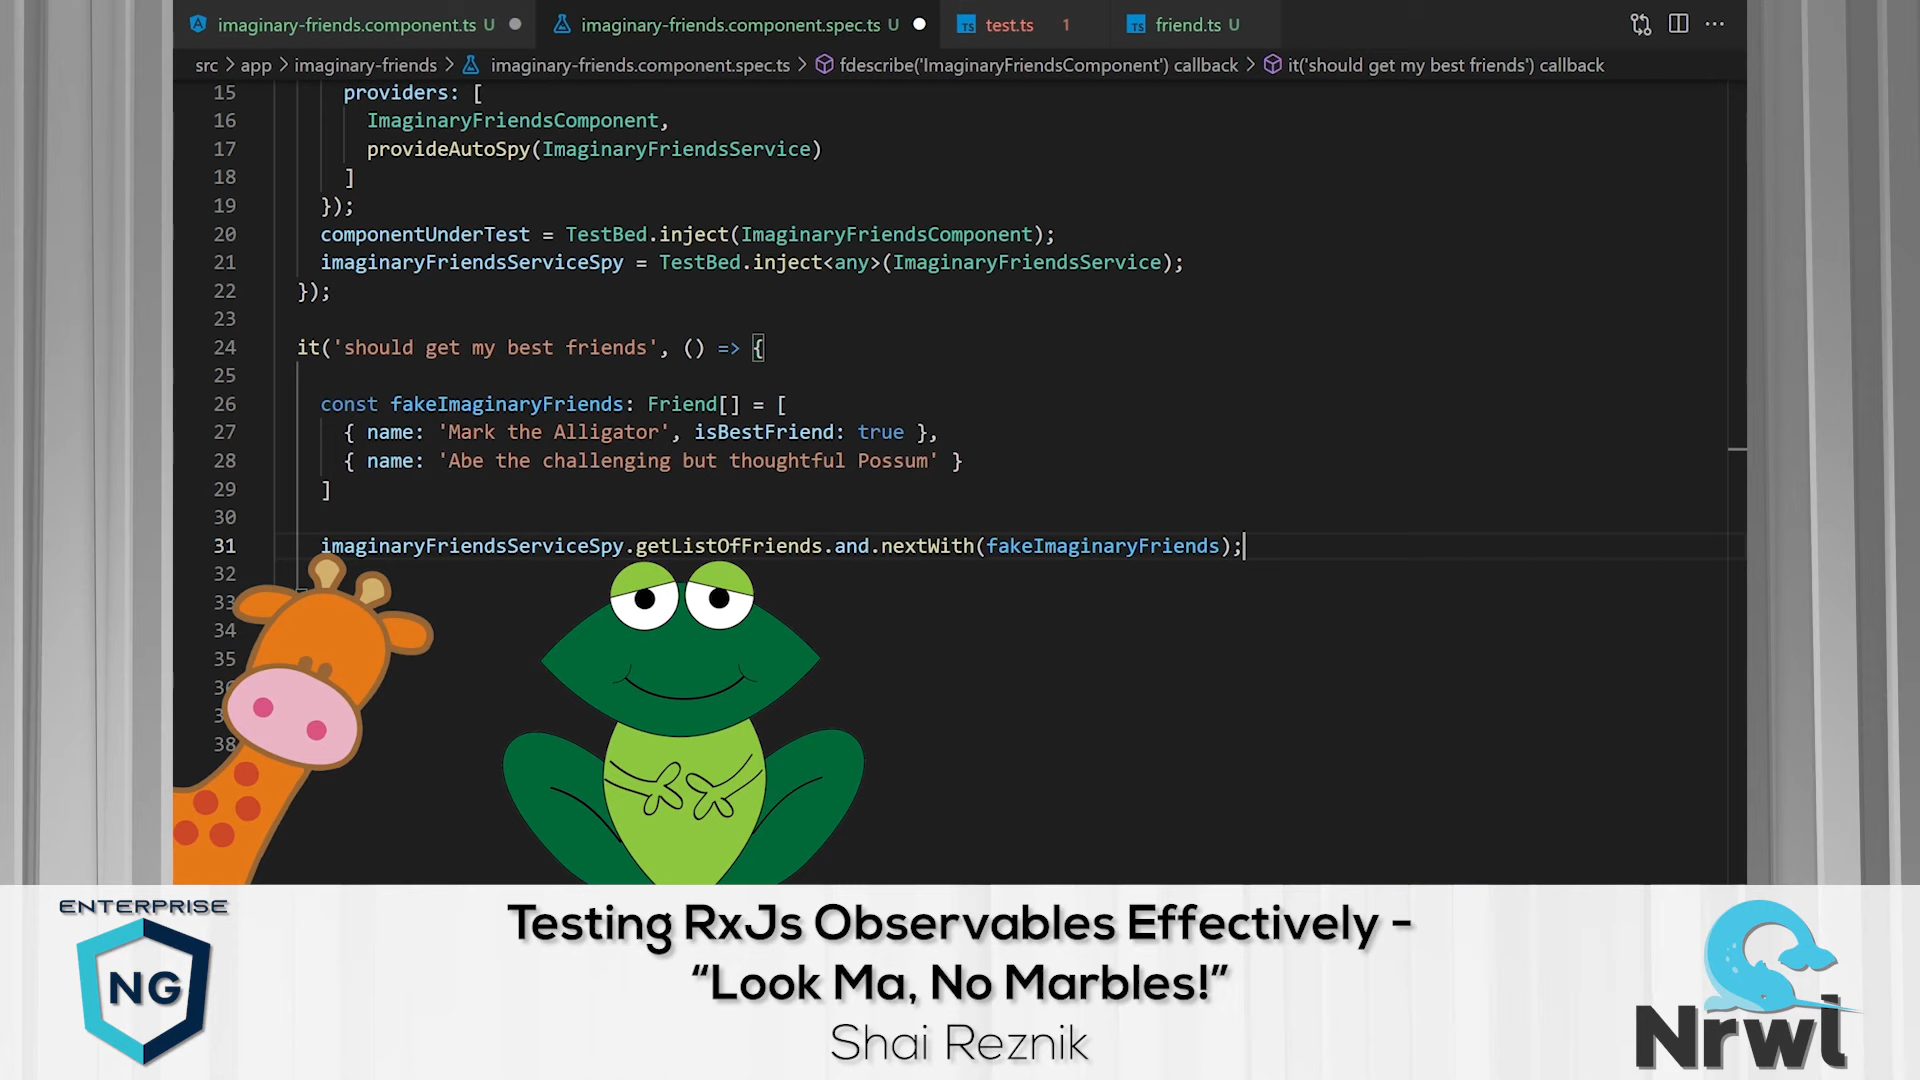 imaginary-friends.component.ts U
imaginary-friends.component.spec.ts U
TS test.ts 1
TS friend.ts U
src > app > imaginary-friends > imaginary-friends.component.spec.ts > fdescribe('ImaginaryFriendsComponent') callback > it('should get my best friends') callback
15 providers: [
16 ImaginaryFriendsComponent,
17 provideAutoSpy(ImaginaryFriendsService)
18 ]
19 });
20 componentUnderTest = TestBed.inject(ImaginaryFriendsComponent);
21 imaginaryFriendsServiceSpy = TestBed.inject<any>(ImaginaryFriendsService);
22 });
23
24 it('should get my best friends', () => {
25
26 const fakeImaginaryFriends: Friend[] = [
27 { name: 'Mark the Alligator', isBestFriend: true },
28 { name: 'Abe the challenging but thoughtful Possum' }
29 ]
30
31 imaginaryFriendsServiceSpy.getListOfFriends.and.nextWith(fakeImaginaryFriends);
32
33
34
35
38
ENTERPRISE
NG
Testing RxJs Observables Effectively -
“Look Ma, No Marbles!”
Shai Reznik
Nrwl